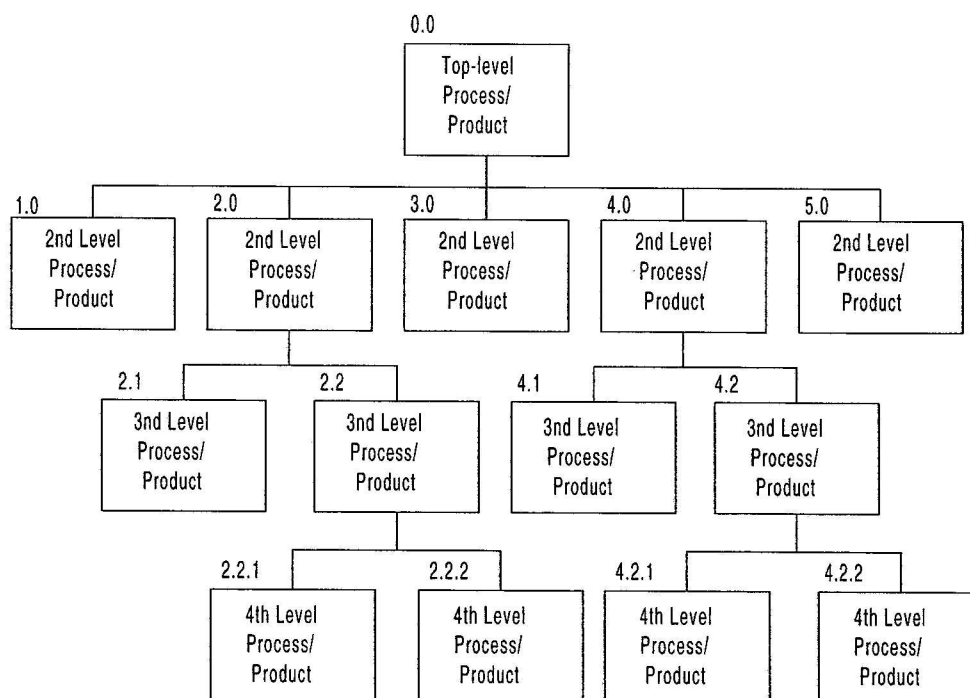 0.0
Top-level
Process/
Product
1.0
2nd Level
Process/
Product
2.0
2nd Level
Process/
Product
3.0
2nd Level
Process/
Product
4.0
2nd Level
Process/
Product
5.0
2nd Level
Process/
Product
2.1
3nd Level
Process/
Product
2.2
3nd Level
Process/
Product
4.1
3nd Level
Process/
Product
4.2
3nd Level
Process/
Product
2.2.1
4th Level
Process/
Product
2.2.2
4th Level
Process/
Product
4.2.1
4th Level
Process/
Product
4.2.2
4th Level
Process/
Product